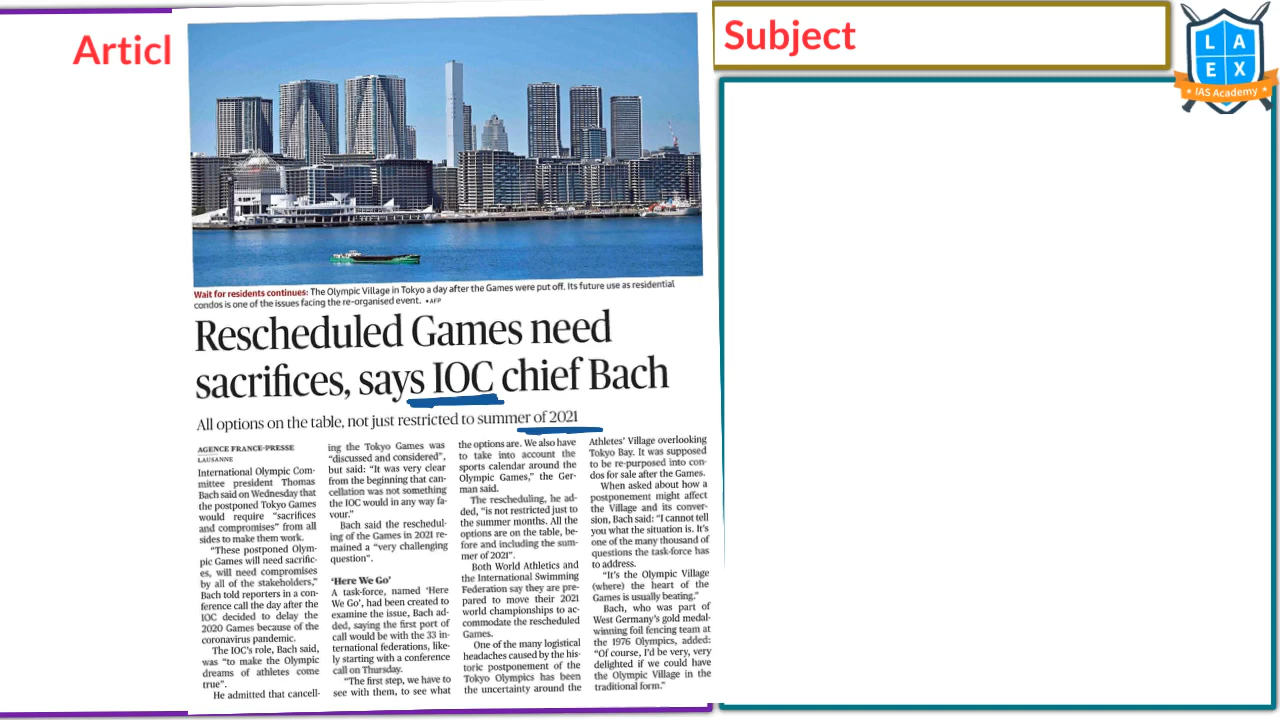 Articl
Subject
L A
E X
IAS Academy
Wait for residents continues: The Olympic Village in Tokyo a day after the Games were put off. Its future use as residential
condos is one of the issues facing the re-organised event. •AFP
Rescheduled Games need
sacrifices, says IOC chief Bach
All options on the table, not just restricted to summer of 2021
AGENCE FRANCE-PRESSE
LAUSANNE
International Olympic Com-
mittee president Thomas
Bach said on Wednesday that
the postponed Tokyo Games
would require “sacrifices
and compromises” from all
sides to make them work.
“These postponed Olym-
pic Games will need sacrific-
es, will need compromises
by all of the stakeholders,”
Bach told reporters in a con-
ference call the day after the
IOC decided to delay the
2020 Games because of the
coronavirus pandemic.
The IOC’s role, Bach said,
was “to make the Olympic
dreams of athletes come
true”.
He admitted that cancell-
ing the Tokyo Games was
“discussed and considered”,
but said: “It was very clear
from the beginning that can-
cellation was not something
the IOC would in any way fa-
vour.”
Bach said the reschedul-
ing of the Games in 2021 re-
mained a “very challenging
question”.
‘Here We Go’
A task-force, named ‘Here
We Go’, had been created to
examine the issue, Bach ad-
ded, saying the first port of
call would be with the 33 in-
ternational federations, like-
ly starting with a conference
call on Thursday.
“The first step, we have to
see with them, to see what
the options are. We also have
to take into account the
sports calendar around the
Olympic Games,” the Ger-
man said.
The rescheduling, he ad-
ded, “is not restricted just to
the summer months. All the
options are on the table, be-
fore and including the sum-
mer of 2021”.
Both World Athletics and
the International Swimming
Federation say they are pre-
pared to move their 2021
world championships to ac-
commodate the rescheduled
Games.
One of the many logistical
headaches caused by the his-
toric postponement of the
Tokyo Olympics has been
the uncertainty around the
Athletes’ Village overlooking
Tokyo Bay. It was supposed
to be re-purposed into con-
dos for sale after the Games.
When asked about how a
postponement might affect
the Village and its conver-
sion, Bach said: “I cannot tell
you what the situation is. It’s
one of the many thousand of
questions the task-force has
to address.
“It’s the Olympic Village
(where) the heart of the
Games is usually beating.”
Bach, who was part of
West Germany’s gold medal-
winning foil fencing team at
the 1976 Olympics, added:
“Of course, I’d be very, very
delighted if we could have
the Olympic Village in the
traditional form.”